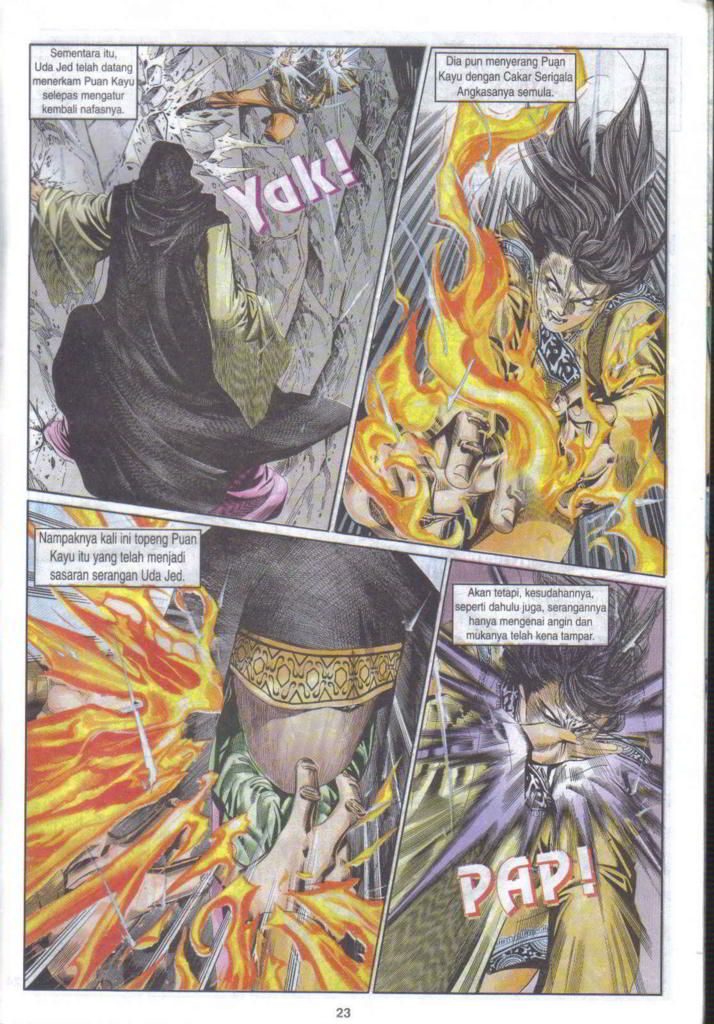 Sementara itu,
Uda Jed telah datang
menerkam Puan Kayu
selepas mengatur
kembali nafasnya.
Yak!
Dia pun menyerang Puan
Kayu dengan Cakar Serigala
Angkasanya semula.
Nampaknya kali ini topeng Puan
Kayu itu yang telah menjadi
sasaran serangan Uda Jed.
Akan tetapi, kesudahannya,
seperti dahulu juga, serangannya
hanya mengenai angin dan
mukanya telah kena tampar.
PAP!
23